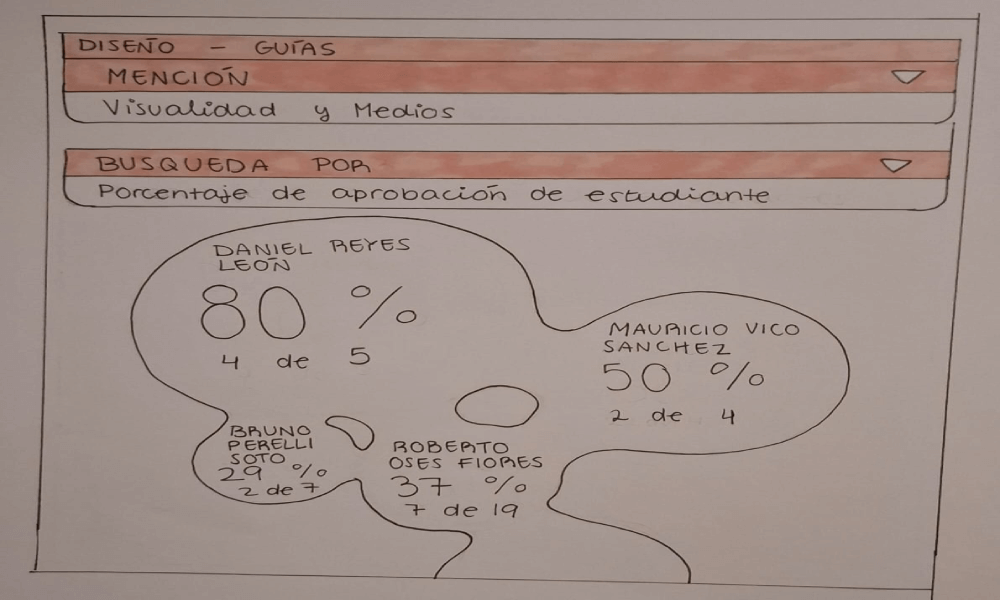 DISEÑO - GUÍAS
MENCIÓN
Visualidad y Medios
BUSQUEDA POR
Porcentaje de aprobación de estudiante
DANIEL REYES
LEÓN
80 %
4 de 5
MAURICIO VICO
SANCHEZ
50 %
2 de 4
BRUNO
PERELLI
SOTO
29 %
2 de 7
ROBERTO
OSES FlORES
37 %
7 de 19